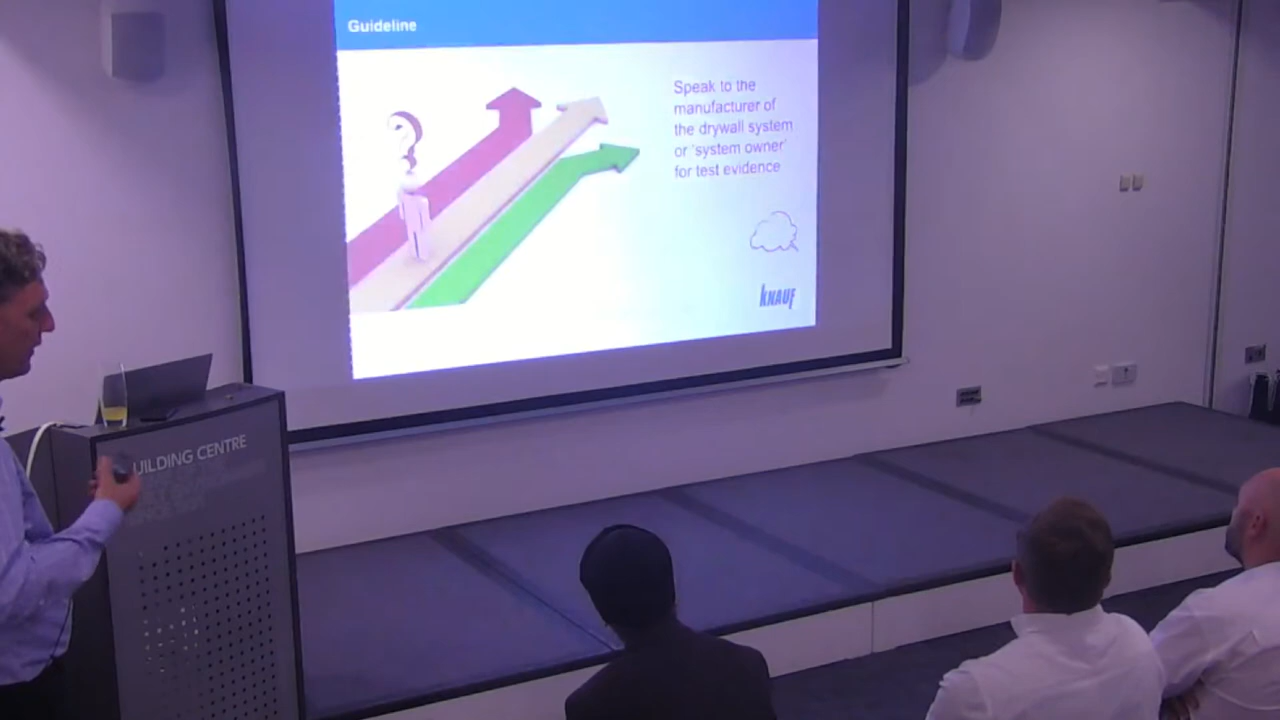 Guideline
Speak to the
manufacturer of
the drywall system
or ‘system owner’
for test evidence
KNAUF
UILDING CENTRE